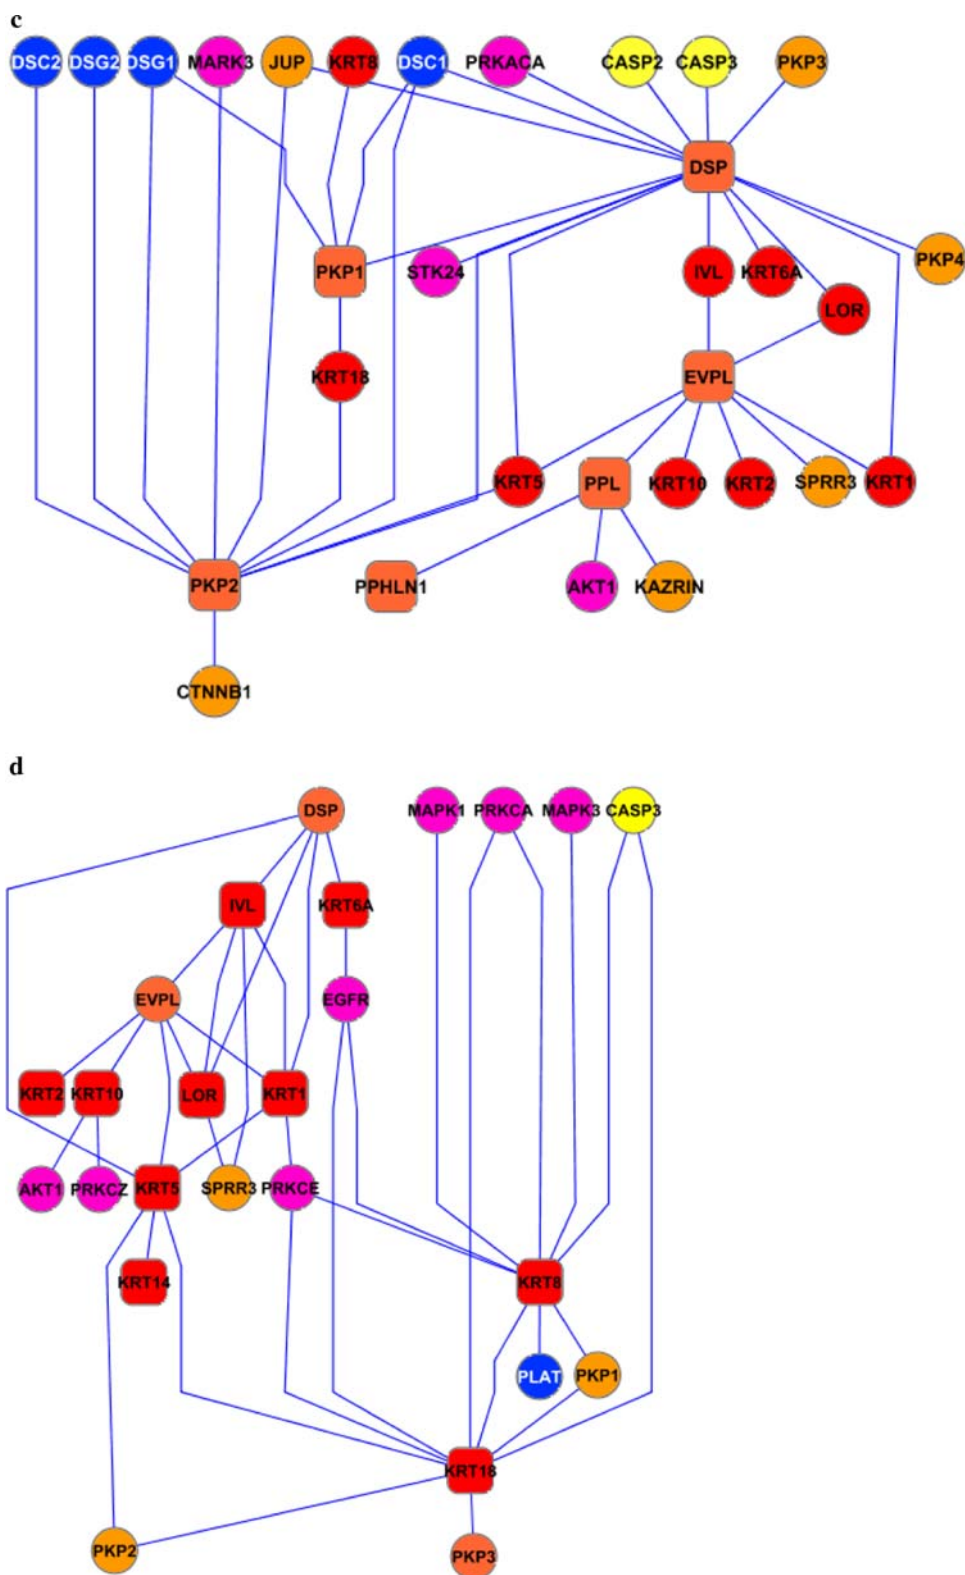 c
DSC2 DSG2 DSG1 MARK3 JUP KRT8 DSC1 PRKACA CASP2 CASP3 PKP3
DSP
PKP1 STK24 IVL KRT6A PKP4
LOR
KRT18 EVPL
KRT5 PPL KRT10 KRT2 SPRR3 KRT1
PKP2 PPHLN1 AKT1 KAZRIN
CTNNB1
d
DSP MAPK1 PRKCA MAPK3 CASP3
IVL KRT6A
EVPL EGFR
KRT2 KRT10 LOR KRT1
AKT1 PRKCZ KRT5 SPRR3 PRKCE
KRT14 KRT8
PLAT PKP1
KRT18
PKP2 PKP3